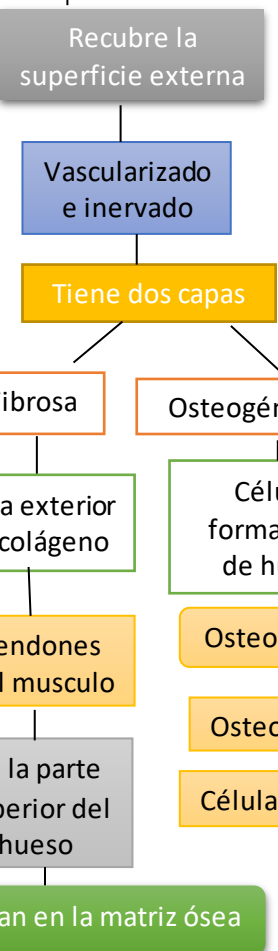 Recubre la
superficie externa
Vascularizado
e inervado
Tiene dos capas
ibrosa
Osteogén
a exterior
colágeno
Célu
forma
de h
endones
l musculo
Osteo
Osteo
la parte
perior del
hueso
Célula
an en la matriz ósea